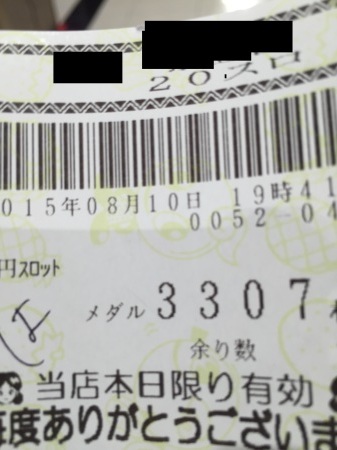 20スロ
015年08月10日 19時41
0052-04
円スロット
メダル 3307
余り数
当店本日限り有効
毎度ありがとうございま